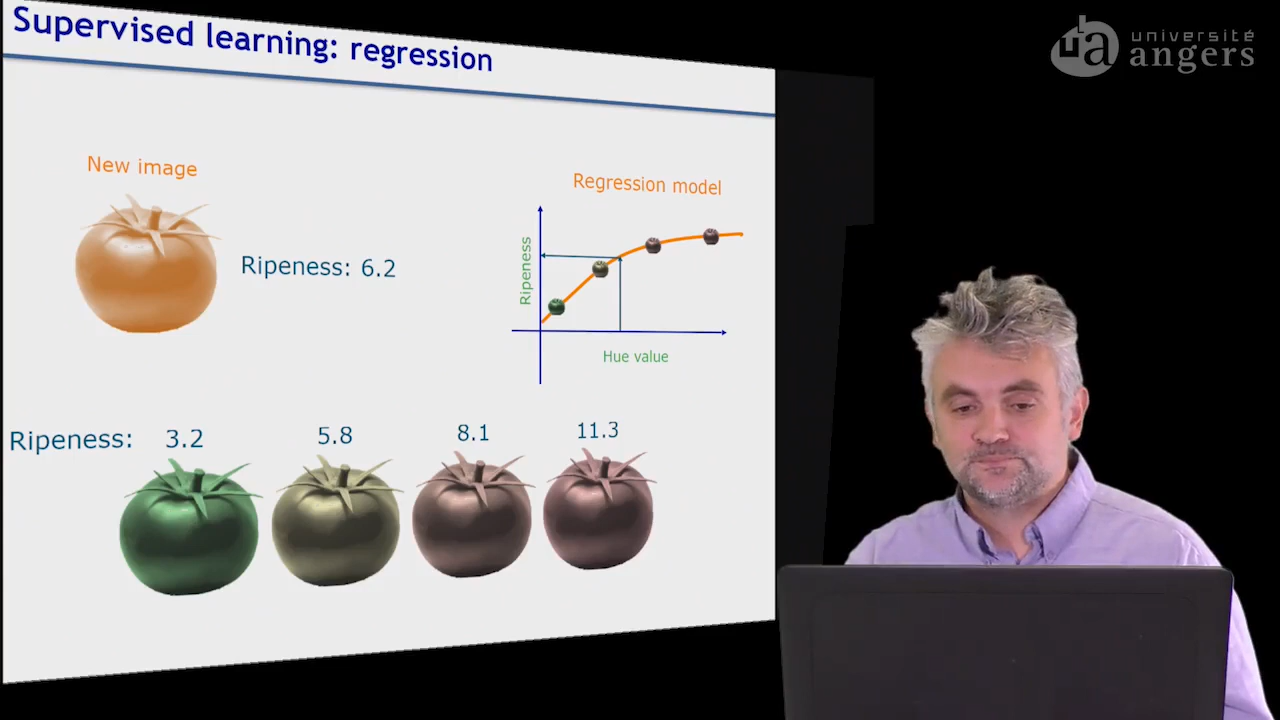 Supervised learning: regression
université
angers
New image
Regression model
Ripeness: 6.2
Ripeness
Hue value
Ripeness: 3.2 5.8 8.1 11.3